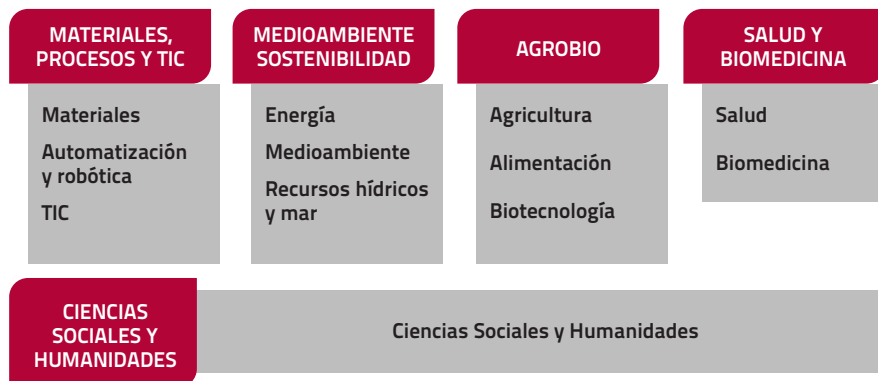 MATERIALES,
PROCESOS Y TIC
Materiales
Automatización
y robótica
TIC
MEDIOAMBIENTE
SOSTENIBILIDAD
Energía
Medioambiente
Recursos hídricos
y mar
AGROBIO
Agricultura
Alimentación
Biotecnología
SALUD Y
BIOMEDICINA
Salud
Biomedicina
CIENCIAS
SOCIALES Y
HUMANIDADES
Ciencias Sociales y Humanidades